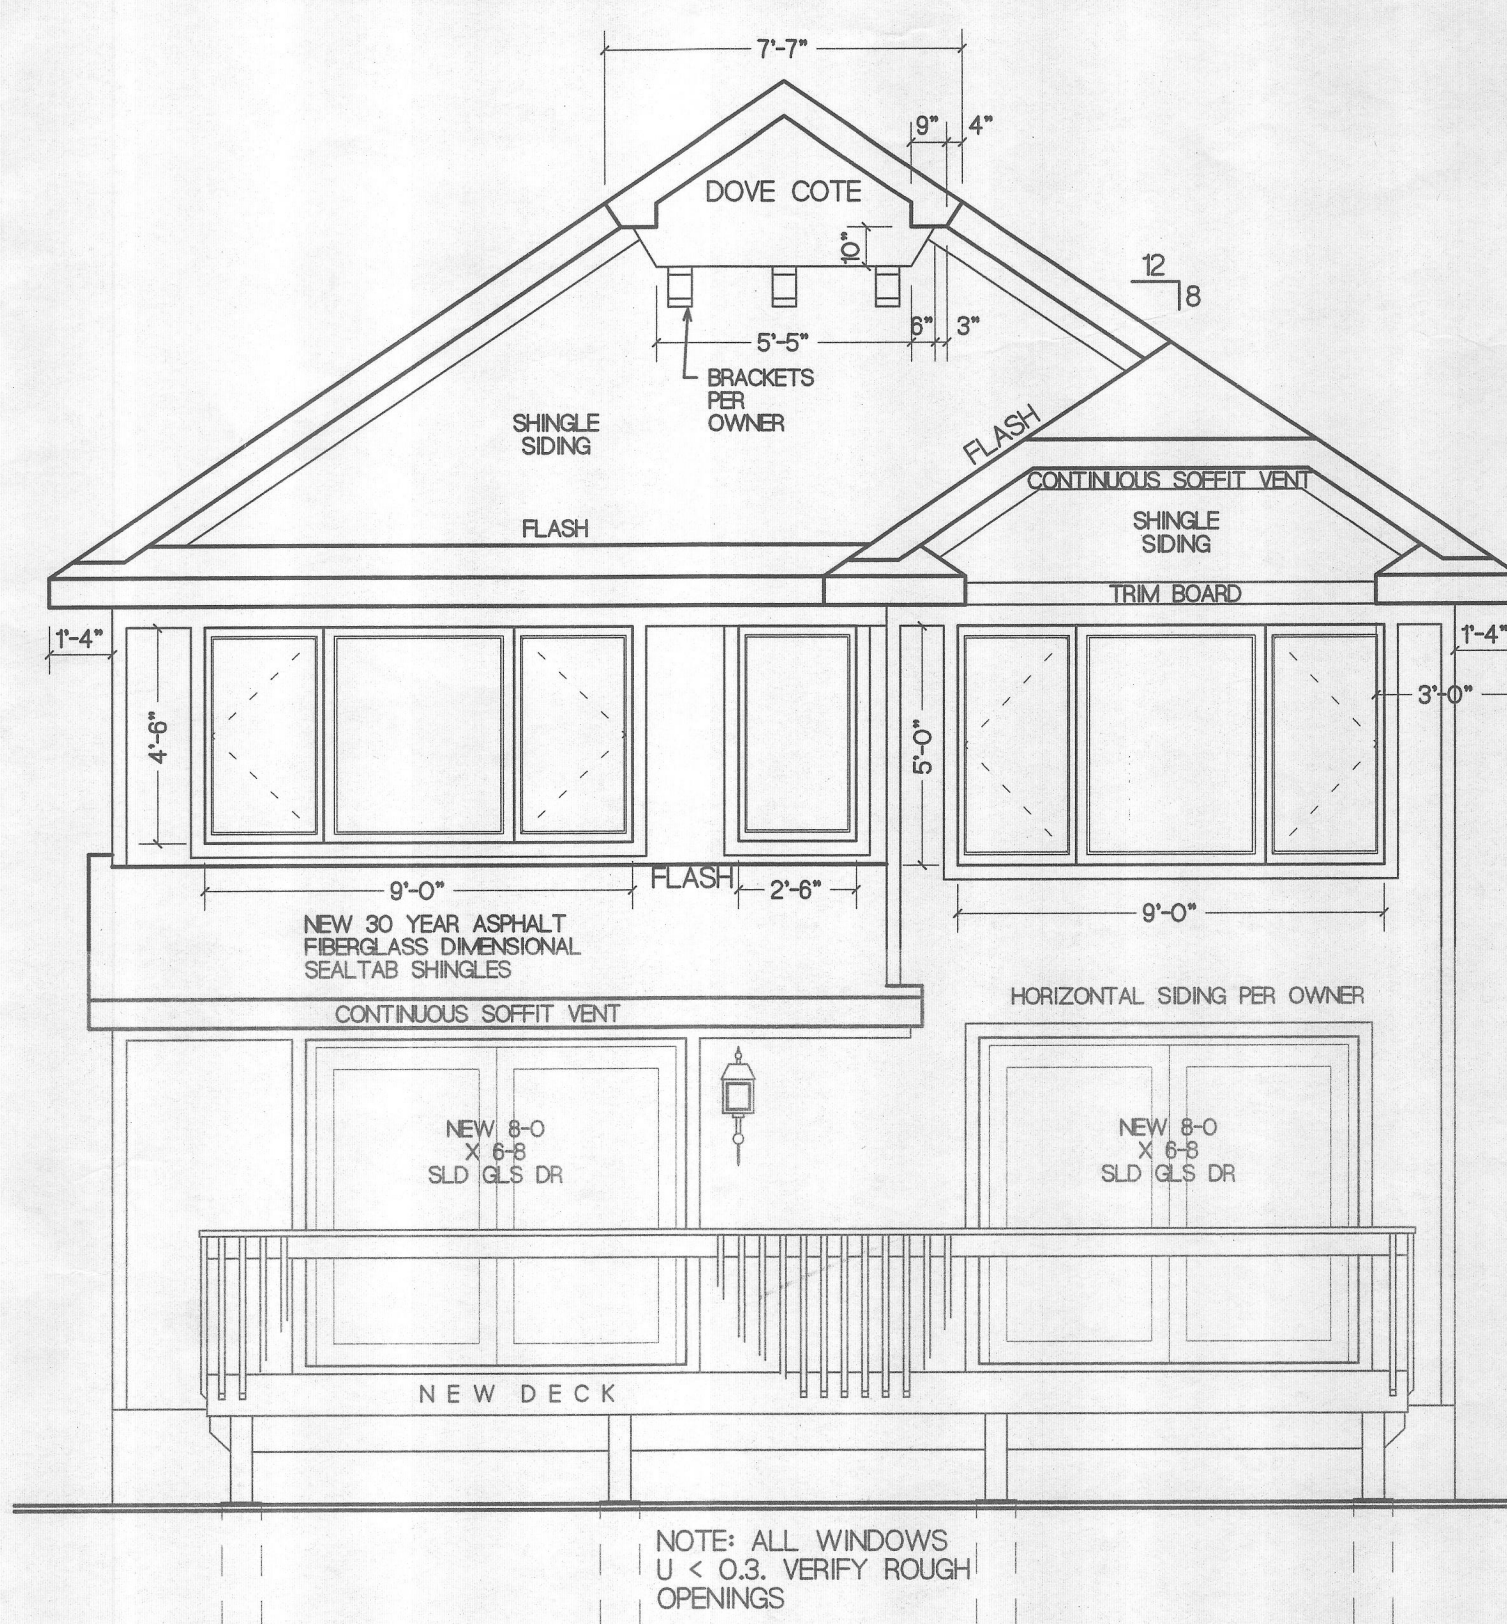 7'-7"
9"
4"
DOVE COTE
10"
12
8
6"
3"
5'-5"
BRACKETS
PER
OWNER
SHINGLE
SIDING
FLASH
FLASH
CONTINUOUS SOFFIT VENT
SHINGLE
SIDING
TRIM BOARD
1'-4"
1'-4"
3'-0"
4'-6"
5'-0"
FLASH
9'-0"
2'-6"
9'-0"
NEW 30 YEAR ASPHALT
FIBERGLASS DIMENSIONAL
SEALTAB SHINGLES
HORIZONTAL SIDING PER OWNER
CONTINUOUS SOFFIT VENT
NEW 8-0
X 6-8
SLD GLS DR
NEW 8-0
X 6-8
SLD GLS DR
NEW DECK
NOTE: ALL WINDOWS
U < 0.3. VERIFY ROUGH
OPENINGS